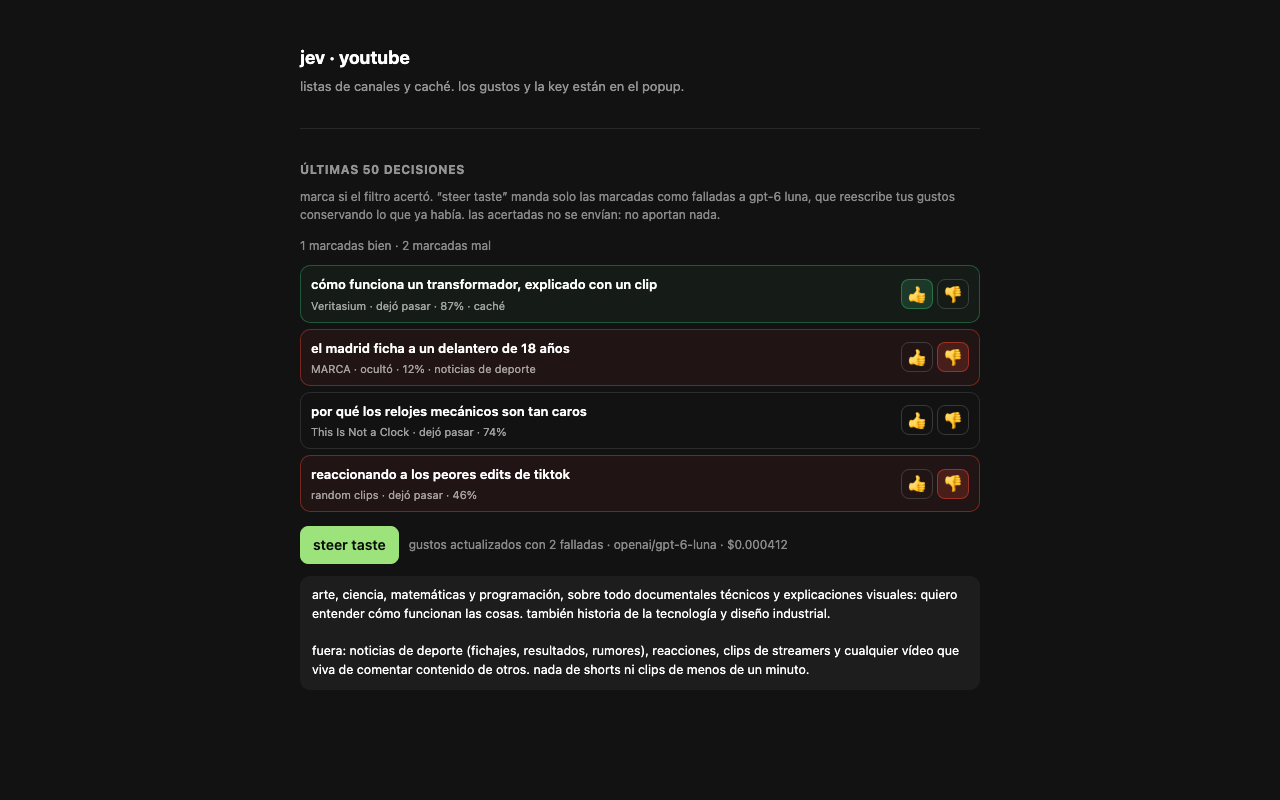 jev · youtube
listas de canales y caché. los gustos y la key están en el popup.
ÚLTIMAS 50 DECISIONES
marca si el filtro acertó. “steer taste” manda solo las marcadas como falladas a gpt-6 luna, que reescribe tus gustos
conservando lo que ya había. las acertadas no se envían: no aportan nada.
1 marcadas bien · 2 marcadas mal
cómo funciona un transformador, explicado con un clip
Veritasium · dejó pasar · 87% · caché
el madrid ficha a un delantero de 18 años
MARCA · ocultó · 12% · noticias de deporte
por qué los relojes mecánicos son tan caros
This Is Not a Clock · dejó pasar · 74%
reaccionando a los peores edits de tiktok
random clips · dejó pasar · 46%
steer taste gustos actualizados con 2 falladas · openai/gpt-6-luna · $0.000412
arte, ciencia, matemáticas y programación, sobre todo documentales técnicos y explicaciones visuales: quiero
entender cómo funcionan las cosas. también historia de la tecnología y diseño industrial.
fuera: noticias de deporte (fichajes, resultados, rumores), reacciones, clips de streamers y cualquier vídeo que
viva de comentar contenido de otros. nada de shorts ni clips de menos de un minuto.